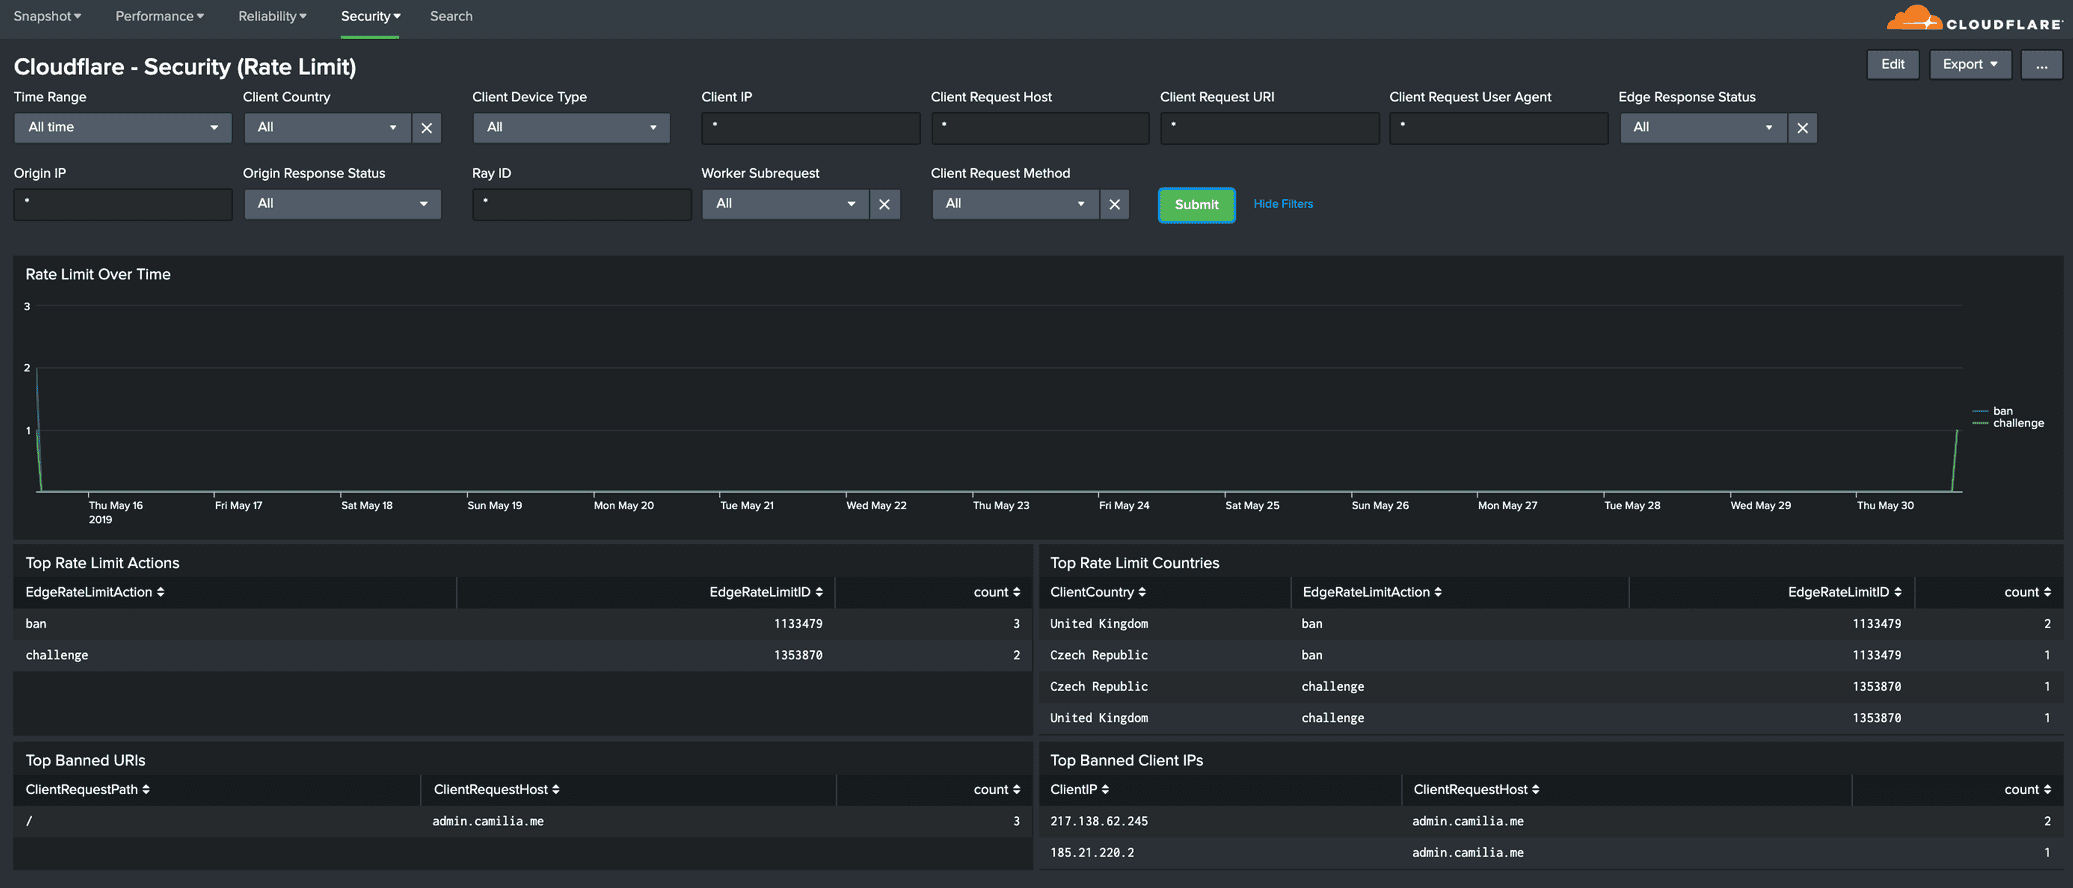 Snapshot Performance Reliability Security Search
CLOUDFLARE
Cloudflare - Security (Rate Limit)
Edit Export ...
Time Range Client Country Client Device Type Client IP Client Request Host Client Request URI Client Request User Agent Edge Response Status
All time All All * * * * All
Origin IP Origin Response Status Ray ID Worker Subrequest Client Request Method
* All * All All Submit Hide Filters
Rate Limit Over Time
3
2
1
ban
challenge
Thu May 16 Fri May 17 Sat May 18 Sun May 19 Mon May 20 Tue May 21 Wed May 22 Thu May 23 Fri May 24 Sat May 25 Sun May 26 Mon May 27 Tue May 28 Wed May 29 Thu May 30
2019
Top Rate Limit Actions
EdgeRateLimitAction EdgeRateLimitID count
ban 1133479 3
challenge 1353870 2
Top Rate Limit Countries
ClientCountry EdgeRateLimitAction EdgeRateLimitID count
United Kingdom ban 1133479 2
Czech Republic ban 1133479 1
Czech Republic challenge 1353870 1
United Kingdom challenge 1353870 1
Top Banned URIs
ClientRequestPath ClientRequestHost count
/ admin.camilia.me 3
Top Banned Client IPs
ClientIP ClientRequestHost count
217.138.62.245 admin.camilia.me 2
185.21.220.2 admin.camilia.me 1